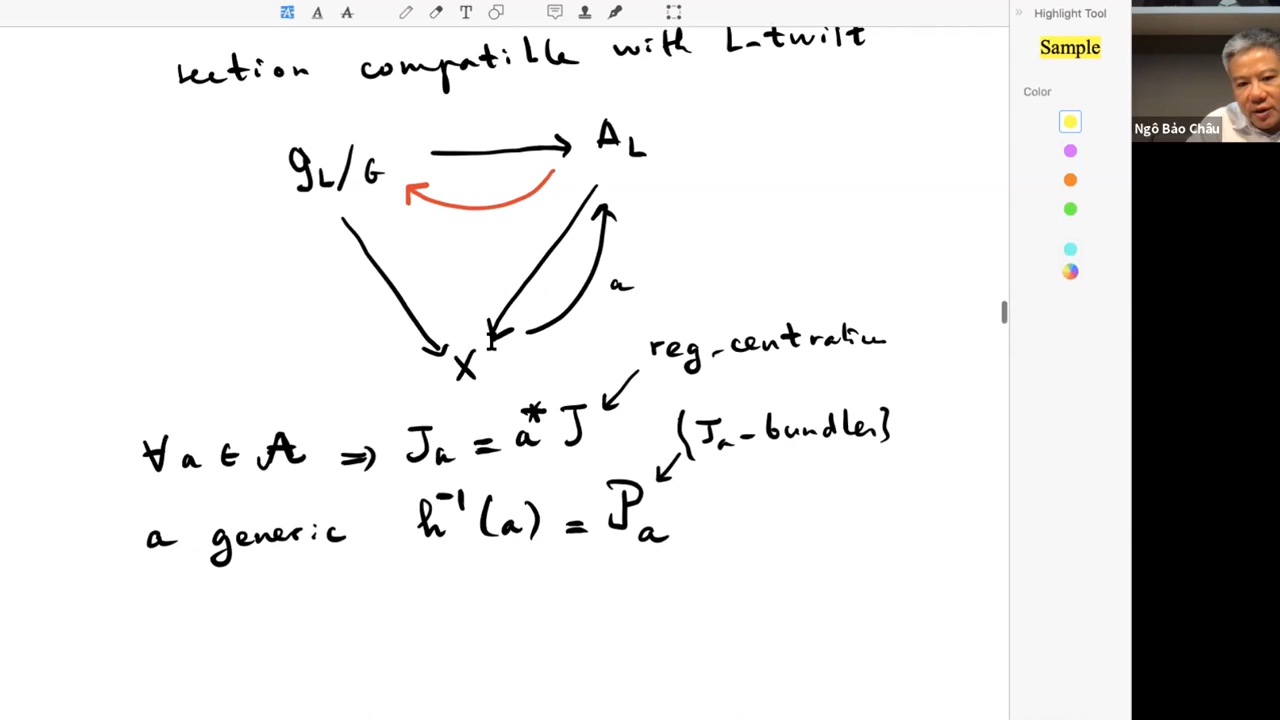 Highlight Tool
Sample
Color
Ngô Bảo Châu
section compatible with L-twist
𝔤_L/G → A_L
a
X
reg. centralizer
∀ a ∈ 𝒜 ⇒ J_a = a^* J
{J_a-bundles}
a generic h^{-1}(a) = P_a